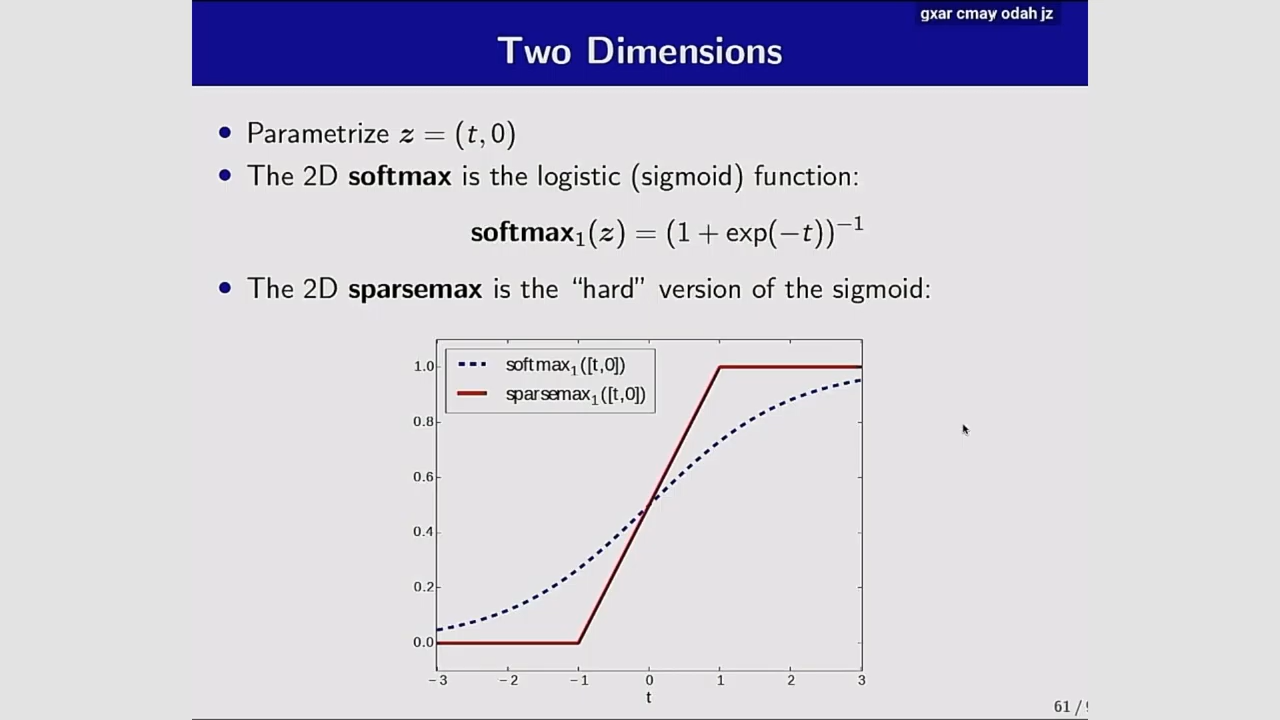 gxar cmay odah jz
Two Dimensions
• Parametrize z = (t, 0)
• The 2D softmax is the logistic (sigmoid) function:
softmax₁(z) = (1 + exp(−t))⁻¹
• The 2D sparsemax is the “hard” version of the sigmoid:
softmax₁([t,0])
sparsemax₁([t,0])
1.0
0.8
0.6
0.4
0.2
0.0
−3 −2 −1 0 1 2 3
t
61 /